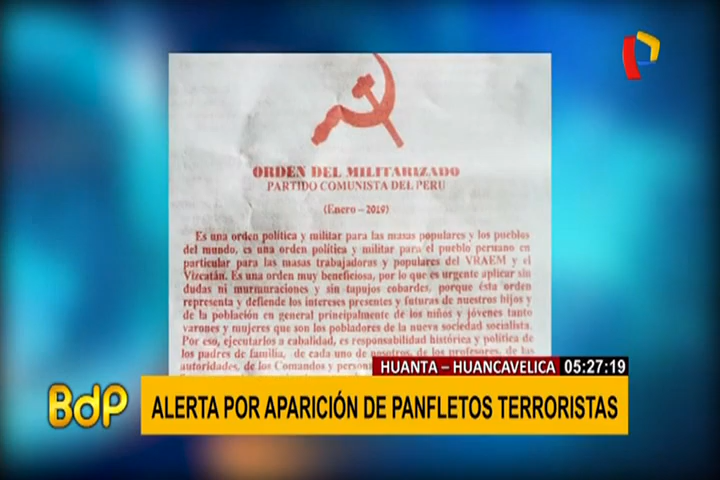 ORDEN DEL MILITARIZADO
PARTIDO COMUNISTA DEL PERÚ
(Enero – 2019)
Es una orden política y militar para las masas populares y los pueblos
del mundo, es una orden política y militar para el pueblo peruano en
particular para las masas trabajadoras y populares del VRAEM y el
Vizcatán. Es una orden muy beneficiosa, por lo que es urgente aplicar sin
dudas ni murmuraciones y sin tapujos cobardes, porque ésta orden
representa y defiende los intereses presentes y futuras de nuestros hijos y
de la población en general principalmente de los niños y jóvenes tanto
varones y mujeres que son los pobladores de la nueva sociedad socialista.
Por eso, ejecutarlos a cabalidad, es responsabilidad histórica y política de
los padres de familia, de cada uno de nosotros, de los profesores, de las
autoridades, de los Comandos y
HUANTA – HUANCAVELICA 05:27:19
BdP ALERTA POR APARICIÓN DE PANFLETOS TERRORISTAS